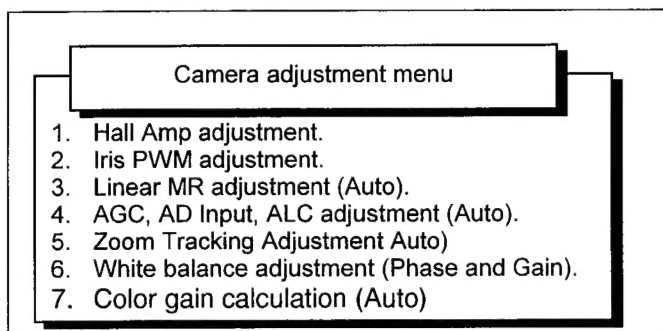 Camera adjustment menu
1. Hall Amp adjustment.
2. Iris PWM adjustment.
3. Linear MR adjustment (Auto).
4. AGC, AD Input, ALC adjustment (Auto).
5. Zoom Tracking Adjustment Auto)
6. White balance adjustment (Phase and Gain).
7. Color gain calculation (Auto)